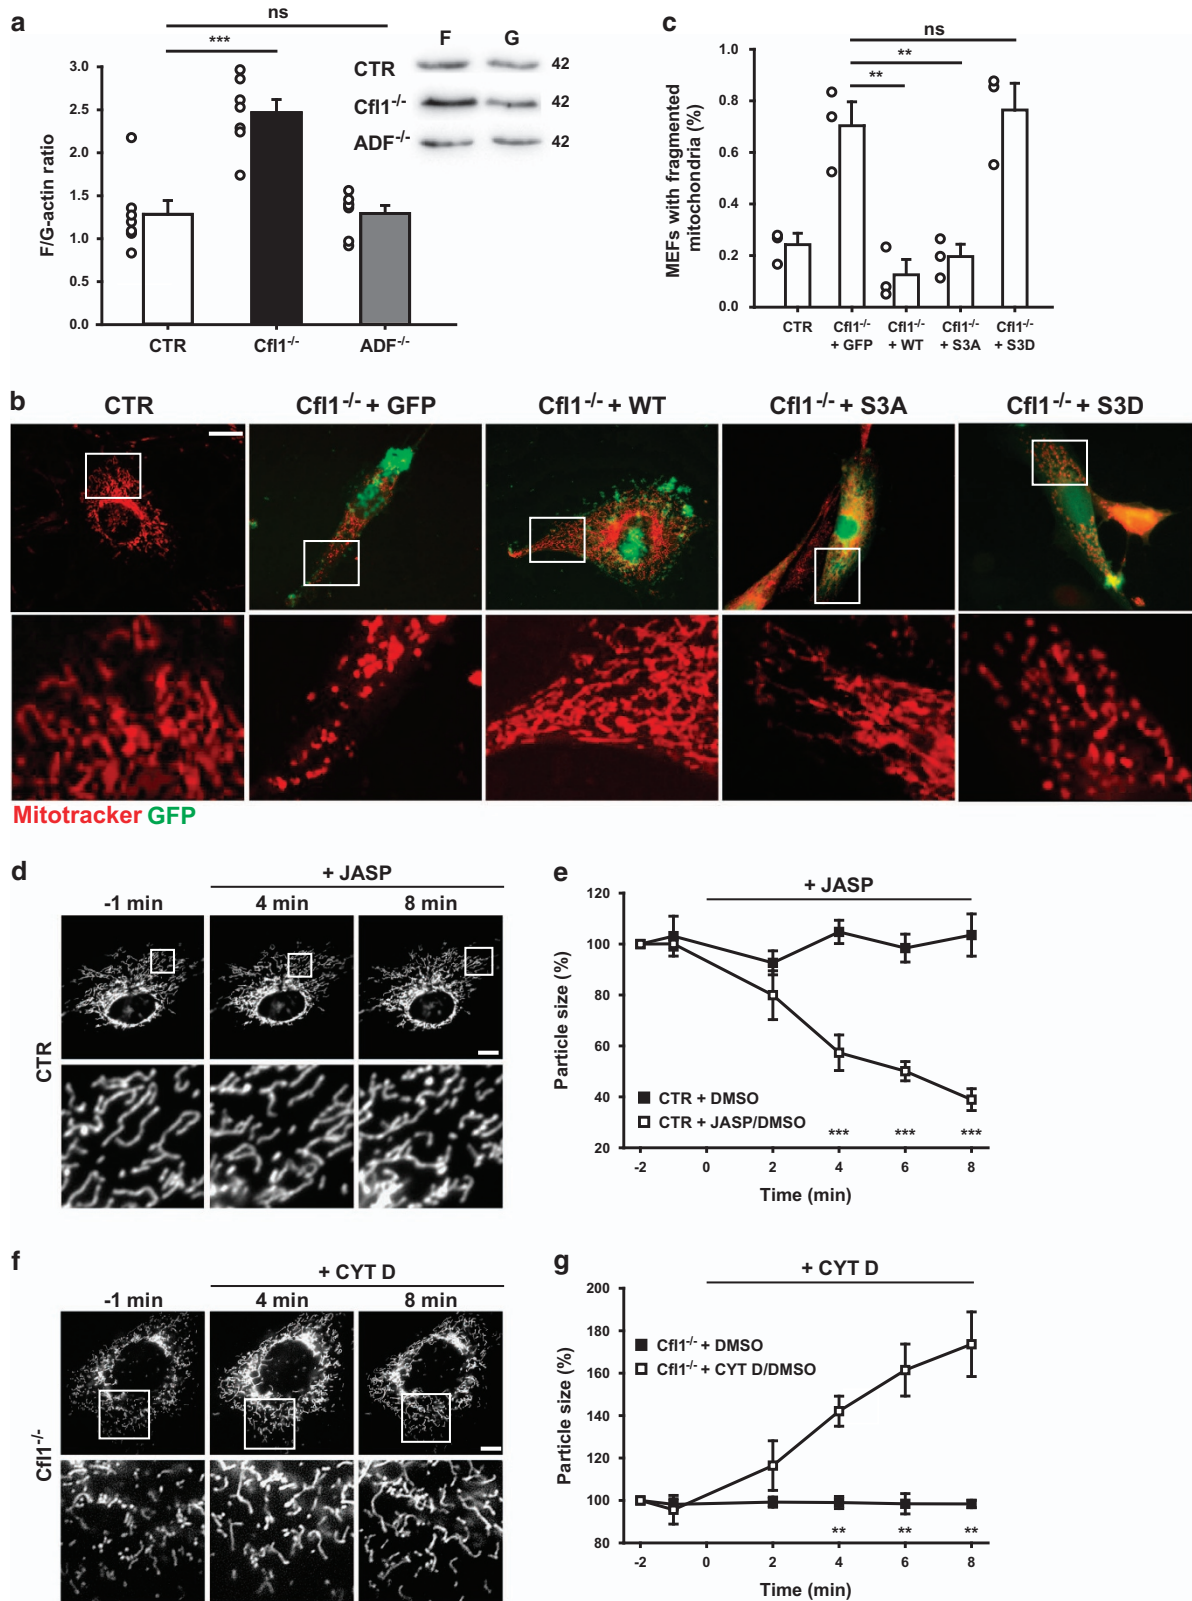 a
ns
***
F G
CTR 42
Cfl1-/- 42
ADF-/- 42
F/G-actin ratio
3.0
2.5
2.0
1.5
1.0
0.5
0.0
CTR Cfl1-/- ADF-/-
c
ns
**
**
MEFs with fragmented
mitochondria (%)
1.0
0.8
0.6
0.4
0.2
0.0
CTR Cfl1-/- Cfl1-/- Cfl1-/- Cfl1-/-
+ GFP + WT + S3A + S3D
b
CTR Cfl1-/- + GFP Cfl1-/- + WT Cfl1-/- + S3A Cfl1-/- + S3D
Mitotracker GFP
d
+ JASP
-1 min 4 min 8 min
CTR
e
+ JASP
Particle size (%)
120
100
80
60
40
20
CTR + DMSO
CTR + JASP/DMSO
*** *** ***
-2 0 2 4 6 8
Time (min)
f
+ CYT D
-1 min 4 min 8 min
Cfl1-/-
g
+ CYT D
Particle size (%)
200
180
160
140
120
100
80
Cfl1-/- + DMSO
Cfl1-/- + CYT D/DMSO
** ** **
-2 0 2 4 6 8
Time (min)